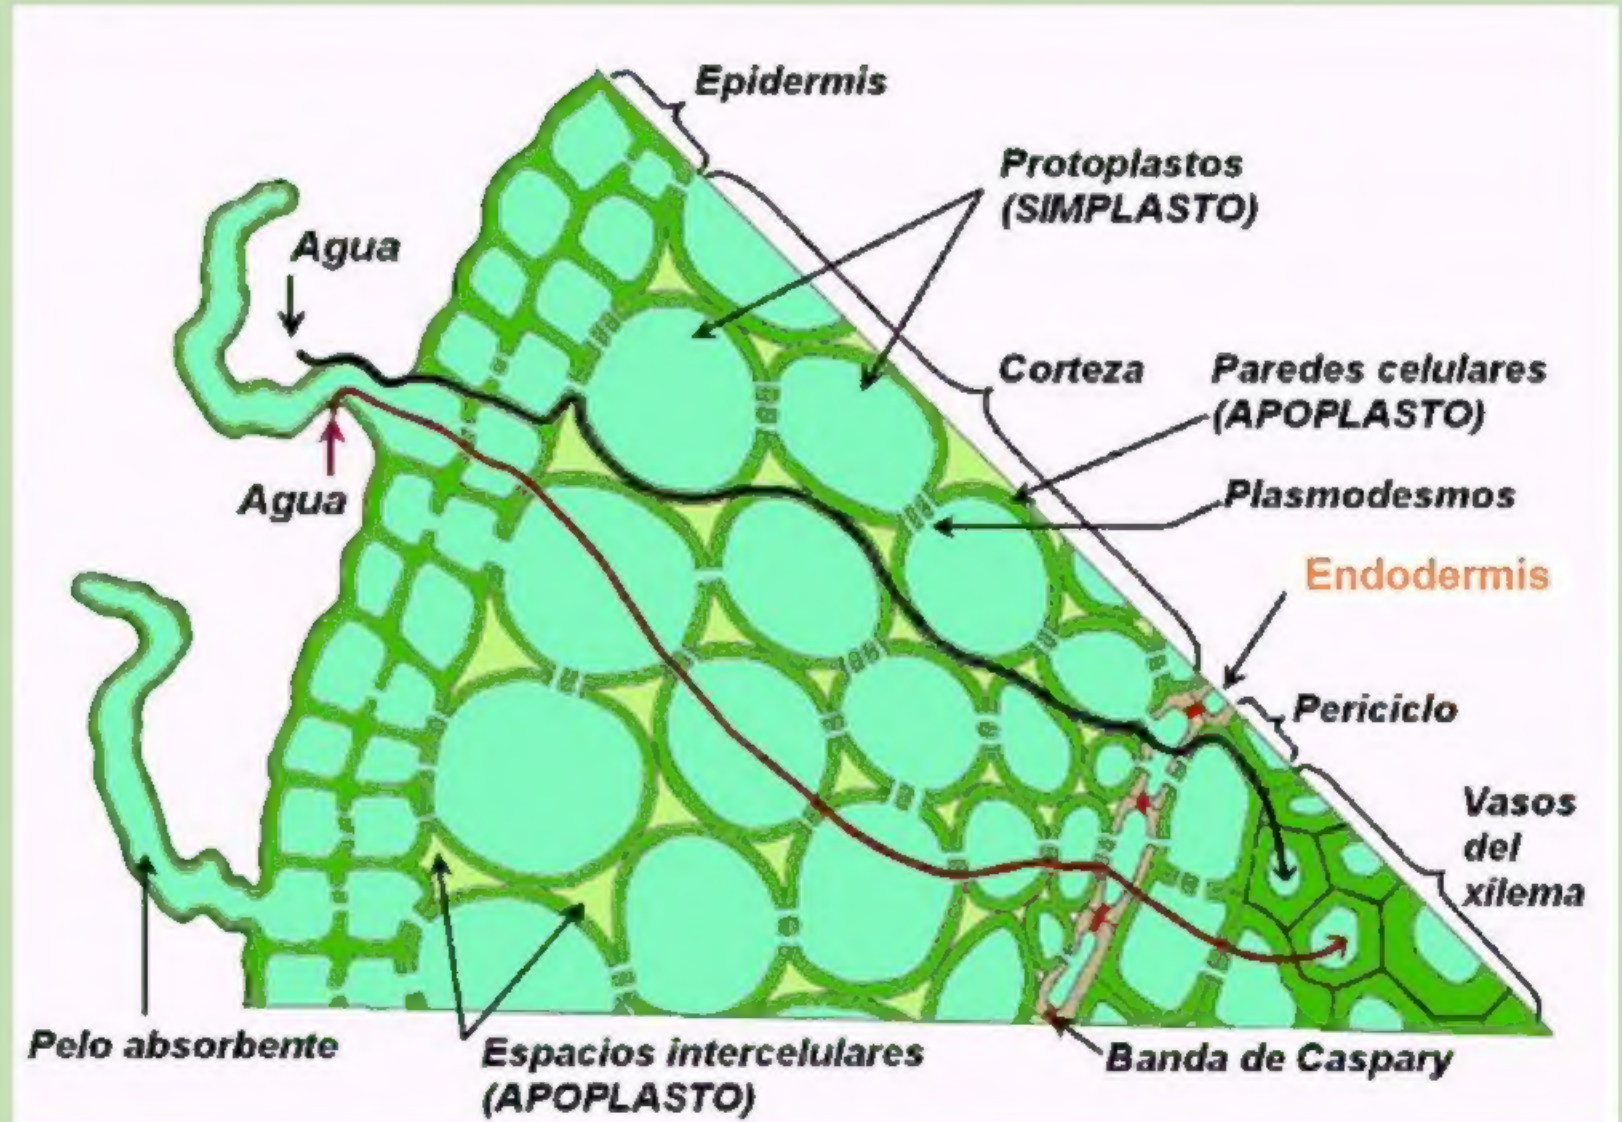 Epidermis
Protoplastos
(SIMPLASTO)
Agua
Corteza
Paredes celulares
(APOPLASTO)
Agua
Plasmodesmos
Endodermis
Periciclo
Vasos
del
xilema
Pelo absorbente
Espacios intercelulares
(APOPLASTO)
Banda de Caspary